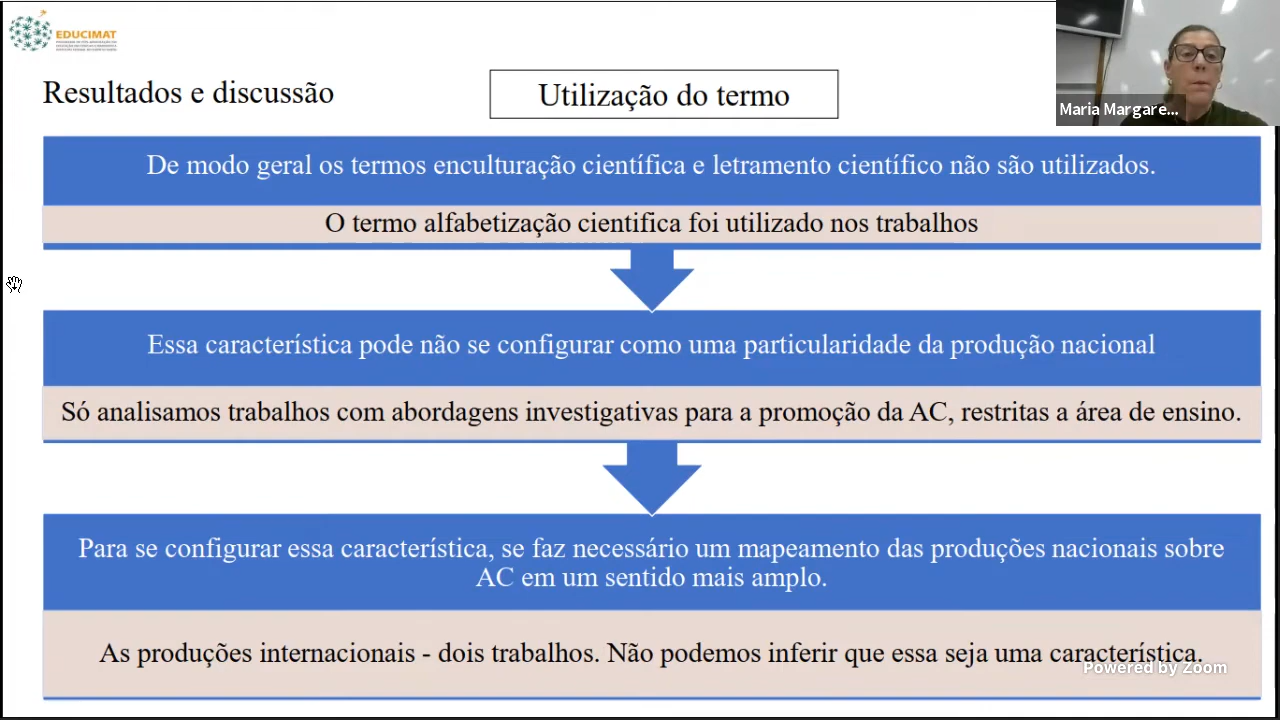 EDUCIMAT
Maria Margare...
Resultados e discussão
Utilização do termo
De modo geral os termos enculturação científica e letramento científico não são utilizados.
O termo alfabetização cientifica foi utilizado nos trabalhos
Essa característica pode não se configurar como uma particularidade da produção nacional
Só analisamos trabalhos com abordagens investigativas para a promoção da AC, restritas a área de ensino.
Para se configurar essa característica, se faz necessário um mapeamento das produções nacionais sobre
AC em um sentido mais amplo.
As produções internacionais - dois trabalhos. Não podemos inferir que essa seja uma característica.
Powered by Zoom